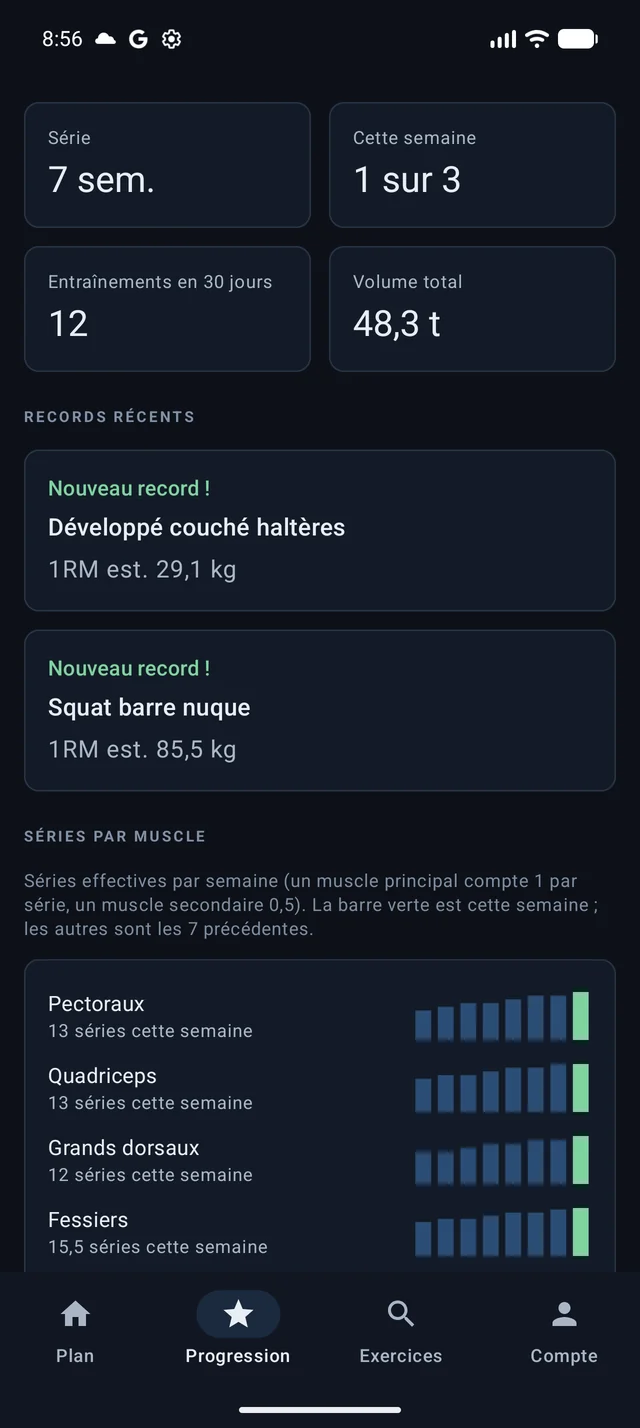 8:56
Série
7 sem.
Cette semaine
1 sur 3
Entraînements en 30 jours
12
Volume total
48,3 t
RECORDS RÉCENTS
Nouveau record !
Développé couché haltères
1RM est. 29,1 kg
Nouveau record !
Squat barre nuque
1RM est. 85,5 kg
SÉRIES PAR MUSCLE
Séries effectives par semaine (un muscle principal compte 1 par
série, un muscle secondaire 0,5). La barre verte est cette semaine ;
les autres sont les 7 précédentes.
Pectoraux
13 séries cette semaine
Quadriceps
13 séries cette semaine
Grands dorsaux
12 séries cette semaine
Fessiers
15,5 séries cette semaine
Plan
Progression
Exercices
Compte